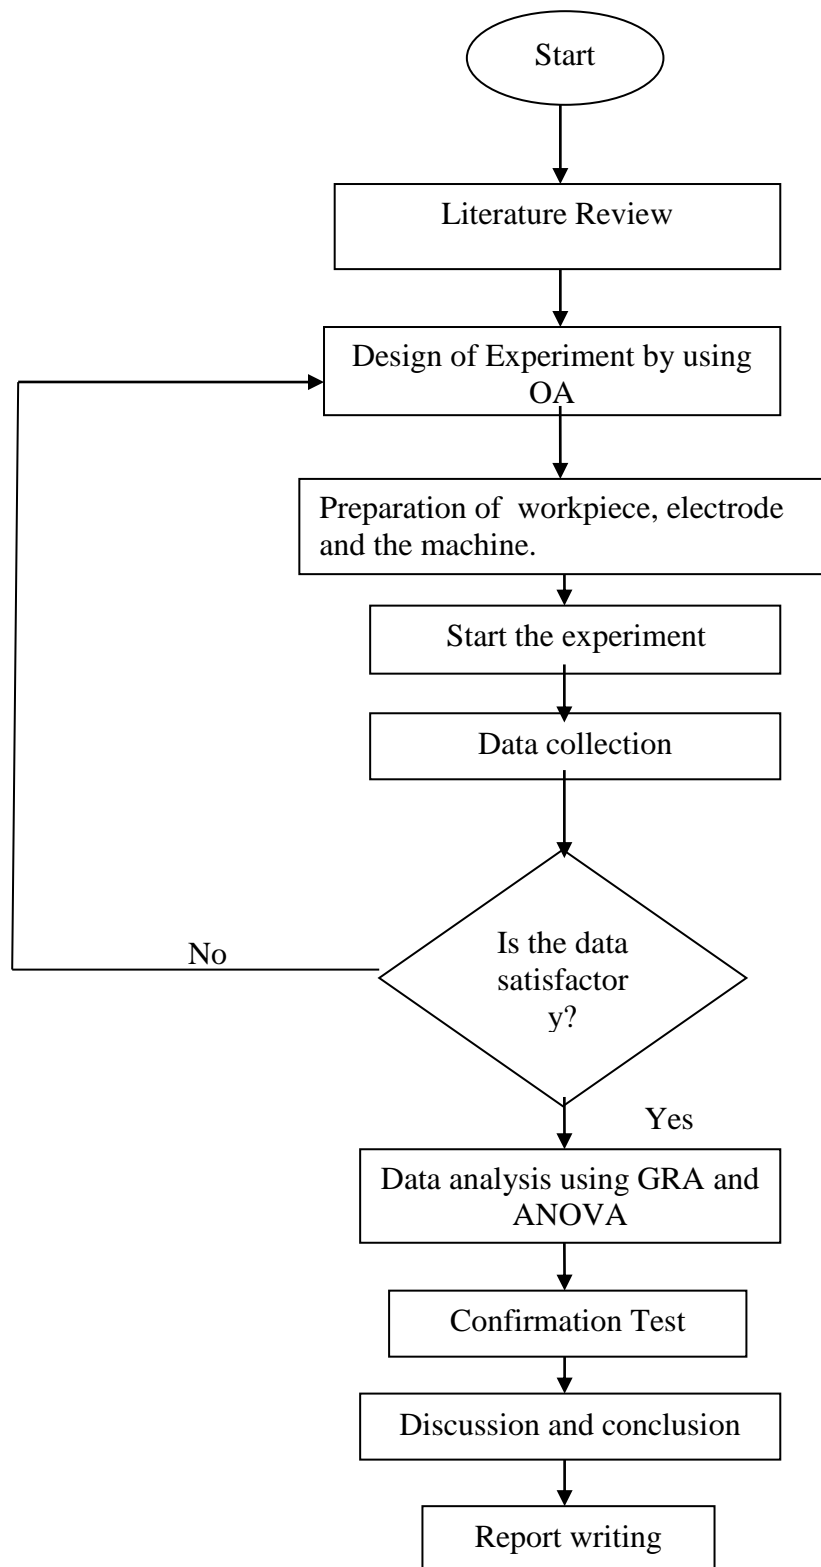 Start
Literature Review
Design of Experiment by using
OA
Preparation of workpiece, electrode
and the machine.
Start the experiment
Data collection
Is the data
satisfactor
y?
No
Yes
Data analysis using GRA and
ANOVA
Confirmation Test
Discussion and conclusion
Report writing